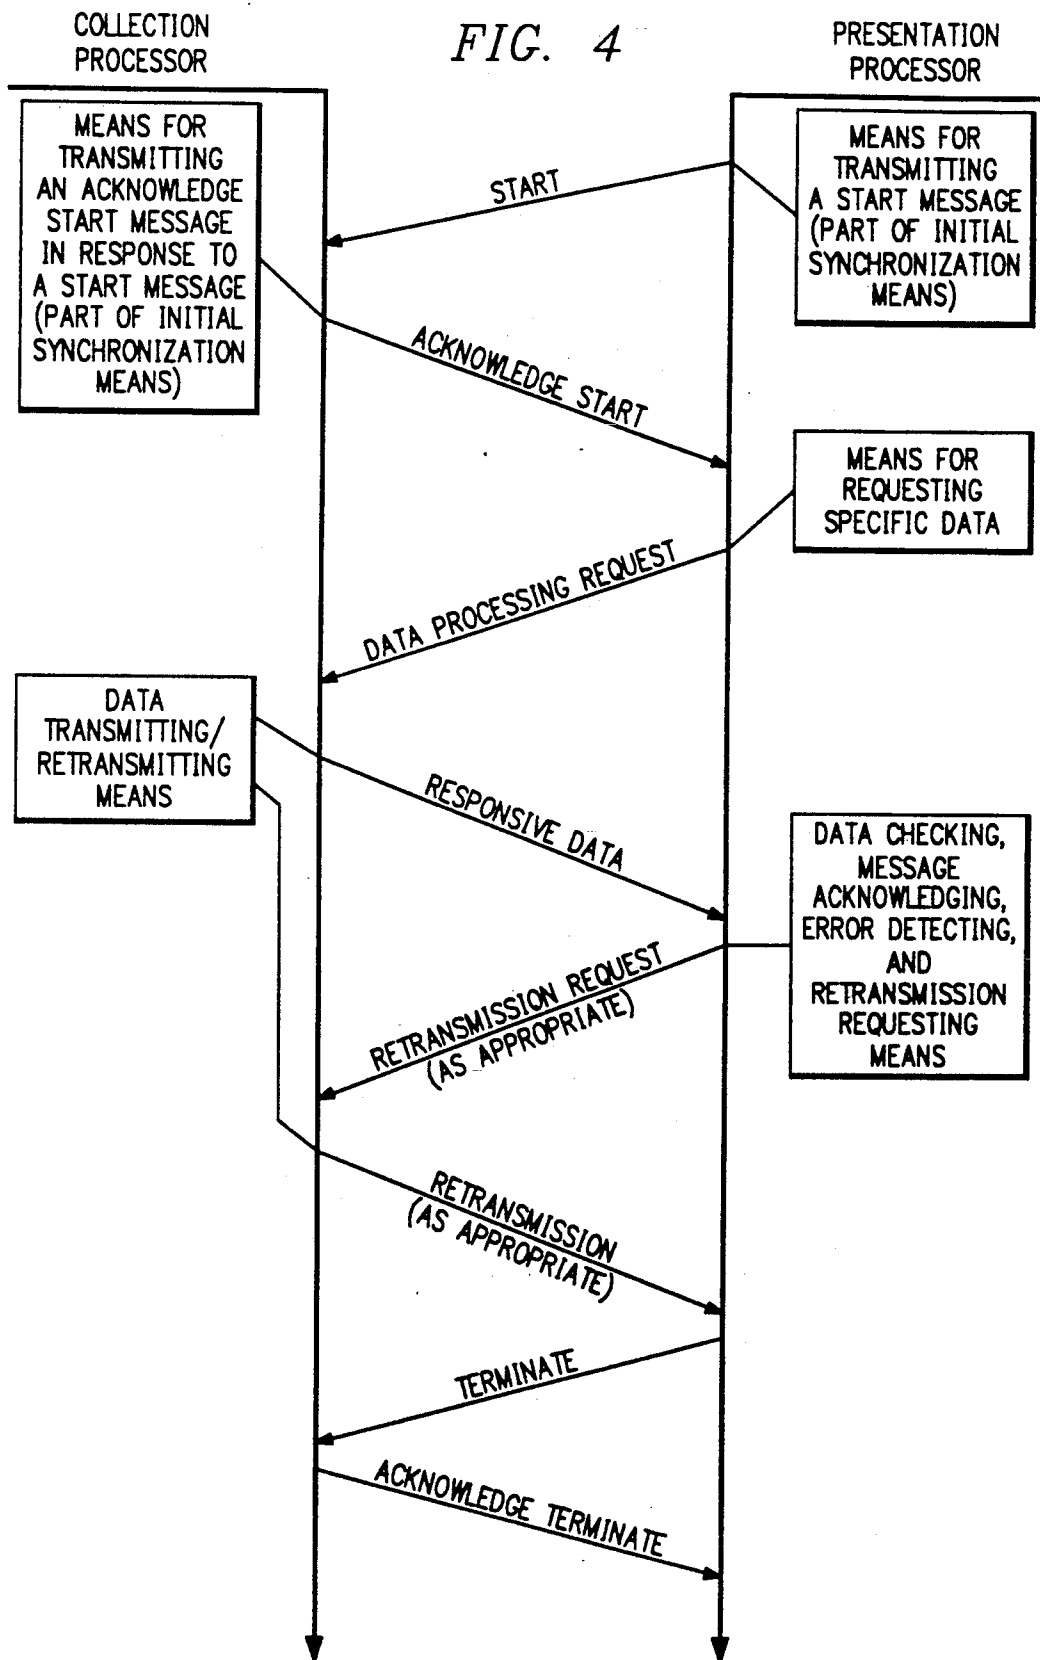 COLLECTION
PROCESSOR
FIG. 4
PRESENTATION
PROCESSOR
MEANS FOR
TRANSMITTING
AN ACKNOWLEDGE
START MESSAGE
IN RESPONSE TO
A START MESSAGE
(PART OF INITIAL
SYNCHRONIZATION
MEANS)
START
MEANS FOR
TRANSMITTING
A START MESSAGE
(PART OF INITIAL
SYNCHRONIZATION
MEANS)
ACKNOWLEDGE START
MEANS FOR
REQUESTING
SPECIFIC DATA
DATA PROCESSING REQUEST
DATA
TRANSMITTING/
RETRANSMITTING
MEANS
RESPONSIVE DATA
DATA CHECKING,
MESSAGE
ACKNOWLEDGING,
ERROR DETECTING,
AND
RETRANSMISSION
REQUESTING
MEANS
RETRANSMISSION REQUEST
(AS APPROPRIATE)
RETRANSMISSION
(AS APPROPRIATE)
TERMINATE
ACKNOWLEDGE TERMINATE